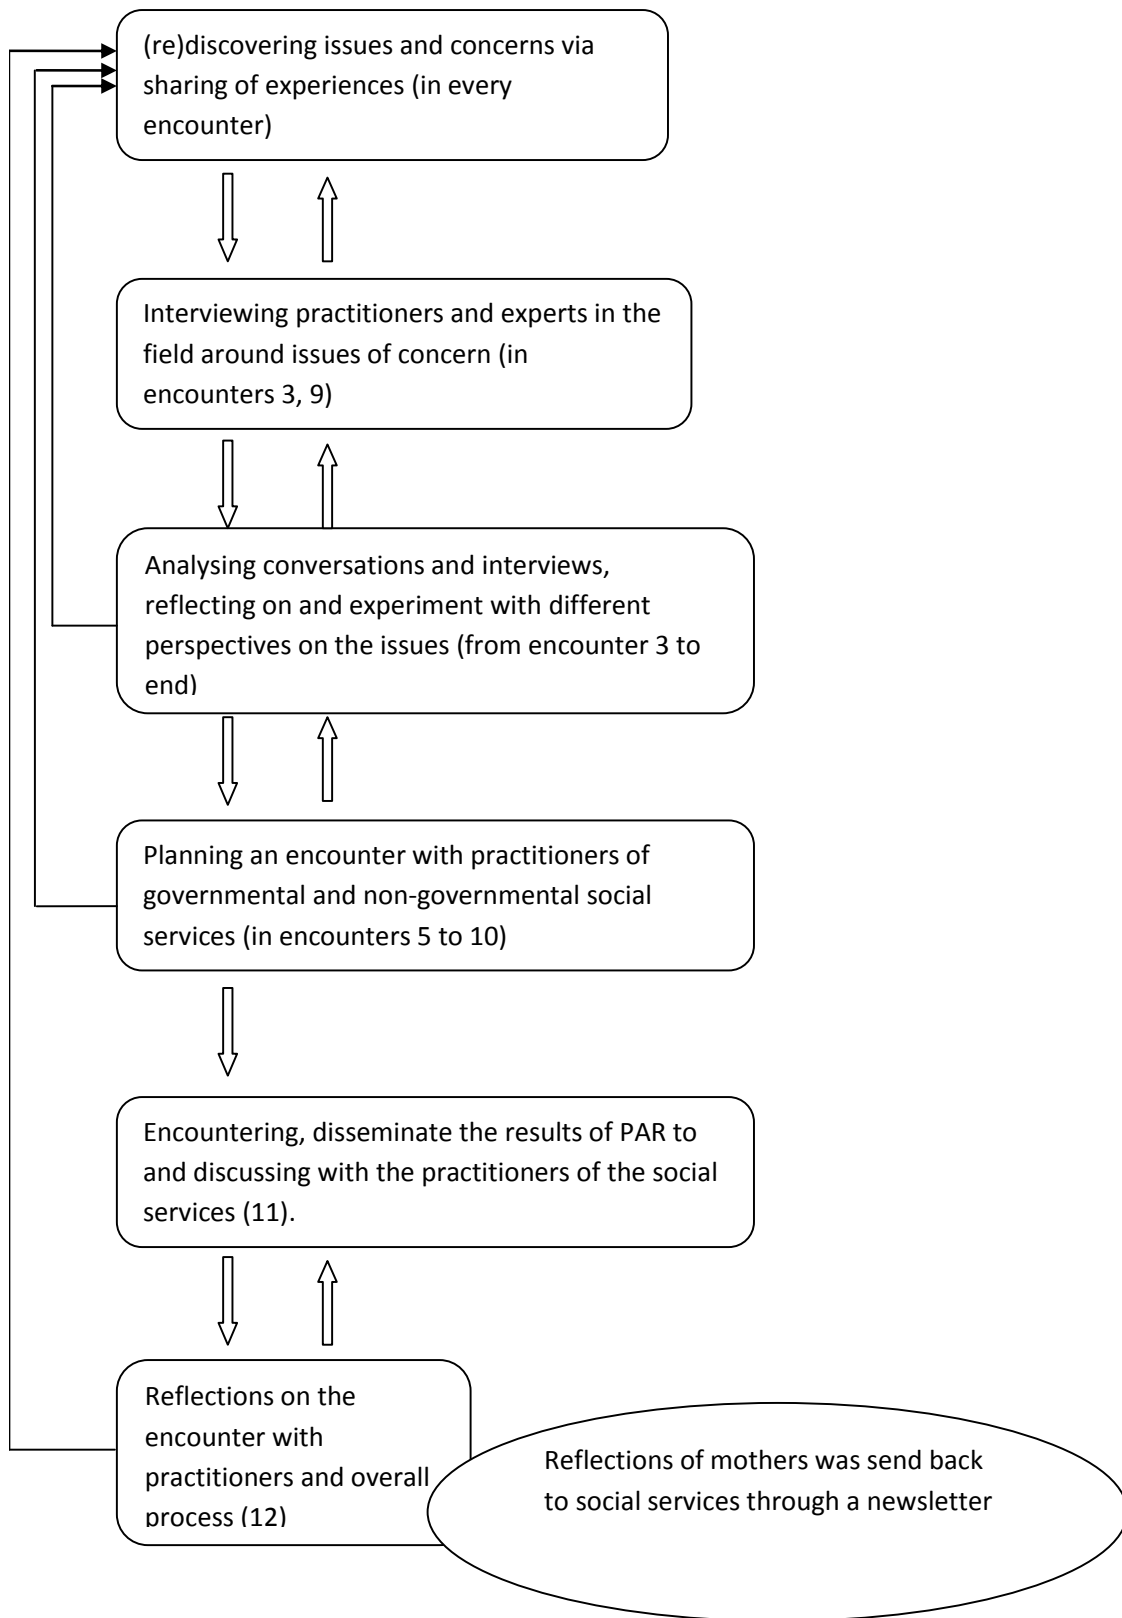 (re)discovering issues and concerns via
sharing of experiences (in every
encounter)
Interviewing practitioners and experts in the
field around issues of concern (in
encounters 3, 9)
Analysing conversations and interviews,
reflecting on and experiment with different
perspectives on the issues (from encounter 3 to
end)
Planning an encounter with practitioners of
governmental and non-governmental social
services (in encounters 5 to 10)
Encountering, disseminate the results of PAR to
and discussing with the practitioners of the social
services (11).
Reflections on the
encounter with
practitioners and overall
process (12)
Reflections of mothers was send back
to social services through a newsletter